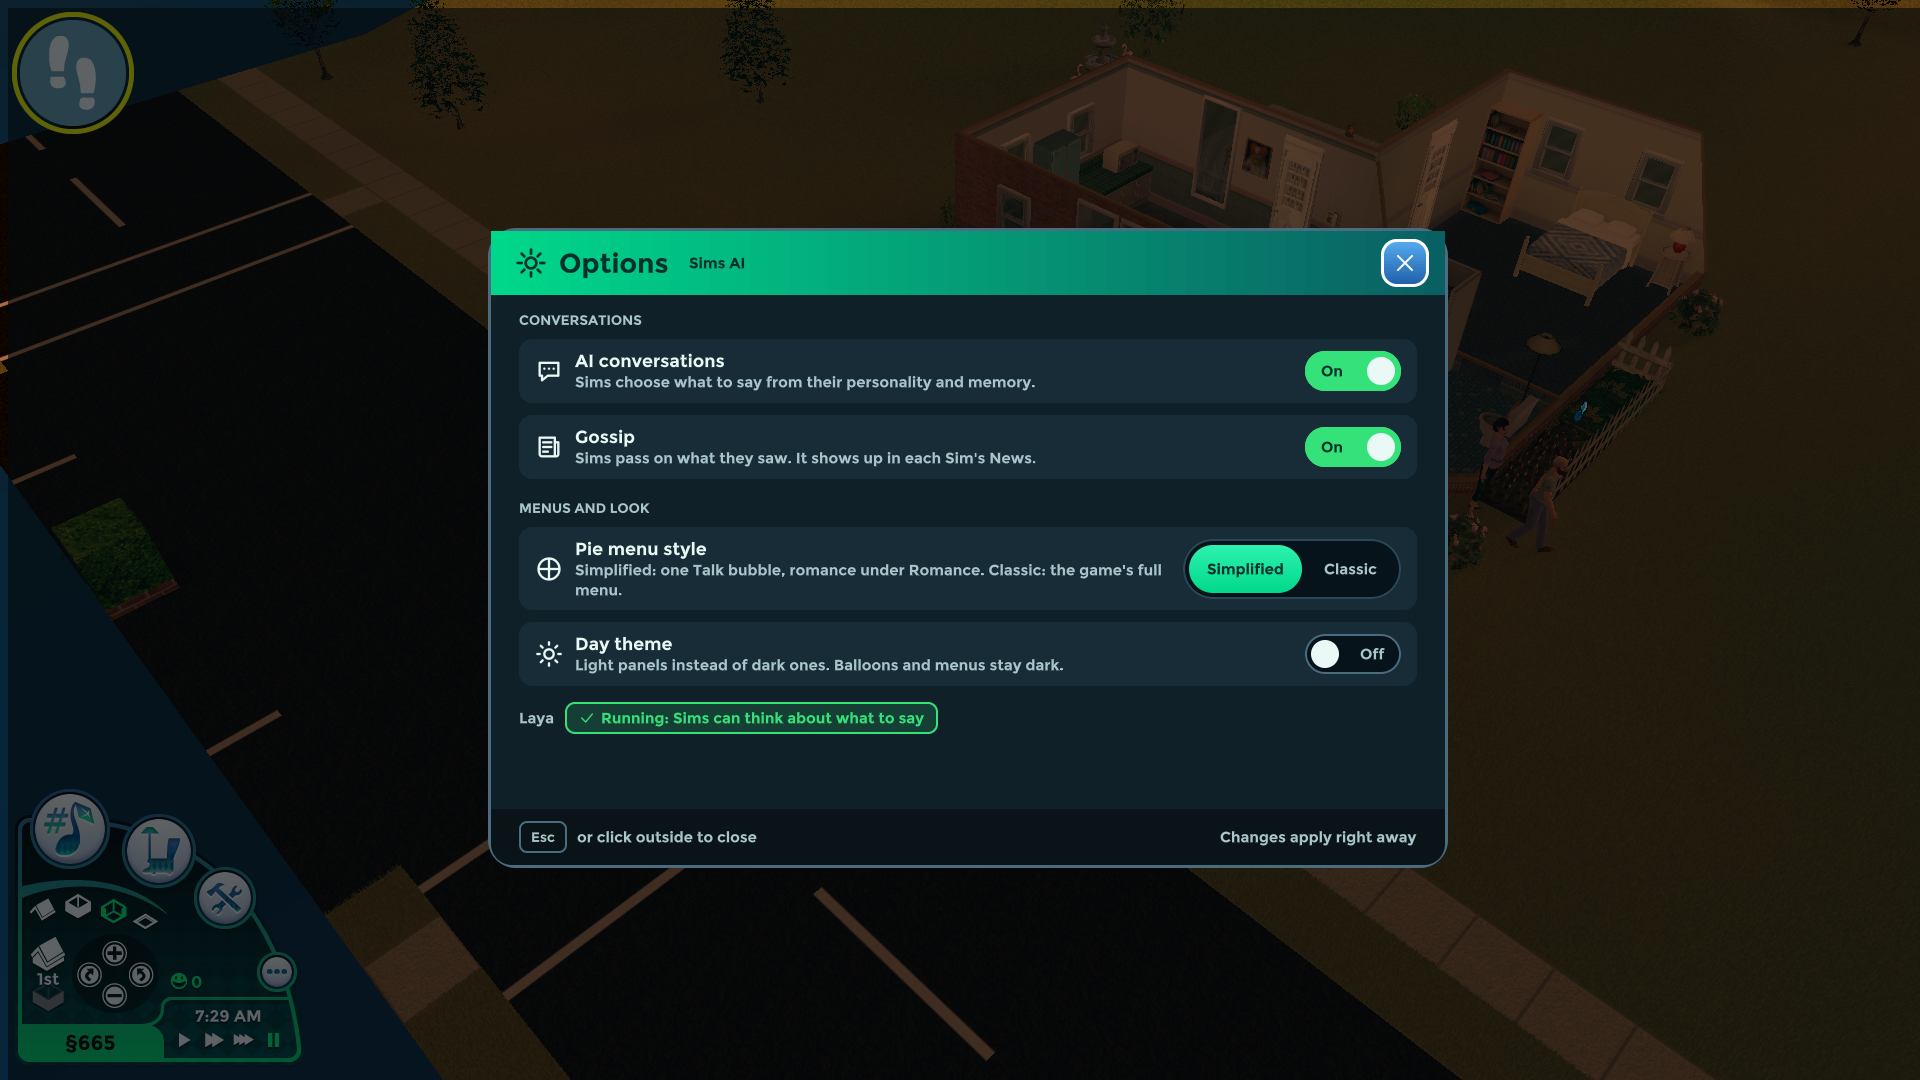 Options
Sims AI
CONVERSATIONS
AI conversations
Sims choose what to say from their personality and memory.
On
Gossip
Sims pass on what they saw. It shows up in each Sim's News.
On
MENUS AND LOOK
Pie menu style
Simplified: one Talk bubble, romance under Romance. Classic: the game's full
menu.
Simplified
Classic
Day theme
Light panels instead of dark ones. Balloons and menus stay dark.
Off
Laya
Running: Sims can think about what to say
Esc
or click outside to close
Changes apply right away
#
1st
0
7:29 AM
§665